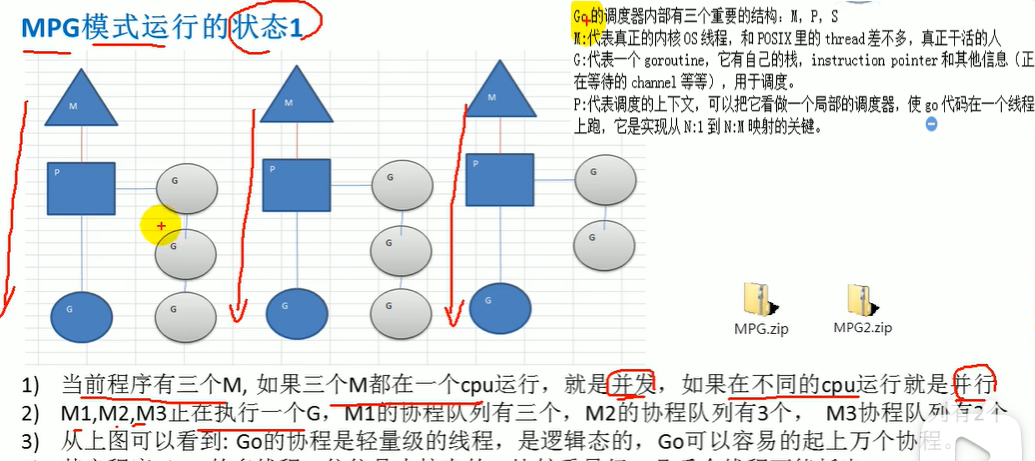 MPG模式运行的状态1
Go 的调度器内部有三个重要的结构: M, P, S
M:代表真正的内核OS线程，和POSIX里的thread差不多，真正干活的人
G:代表一个goroutine，它有自己的栈，instruction pointer和其他信息（正
在等待的channel等等），用于调度。
P:代表调度的上下文，可以把它看做一个局部的调度器，使go代码在一个线程
上跑，它是实现从N:1到N:M映射的关键。
M
M
M
P
G
P
G
P
G
G
G
G
G
G
G
G
G
G
MPG.zip
MPG2.zip
1) 当前程序有三个M, 如果三个M都在一个cpu运行，就是并发，如果在不同的cpu运行就是并行
2) M1,M2,M3正在执行一个G，M1的协程队列有三个，M2的协程队列有3个， M3协程队列有2个
3) 从上图可以看到: Go的协程是轻量级的线程，是逻辑态的，Go可以容易的起上万个协程。